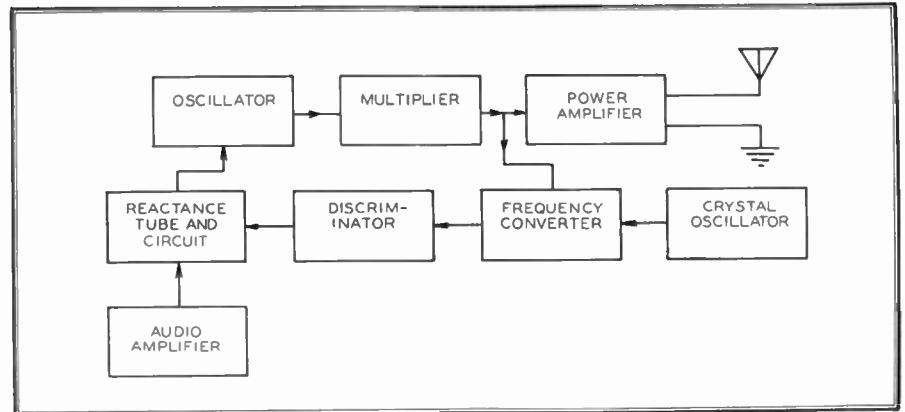 OSCILLATOR
MULTIPLIER
POWER
AMPLIFIER
REACTANCE
TUBE AND
CIRCUIT
DISCRIM-
INATOR
FREQUENCY
CONVERTER
CRYSTAL
OSCILLATOR
AUDIO
AMPLIFIER